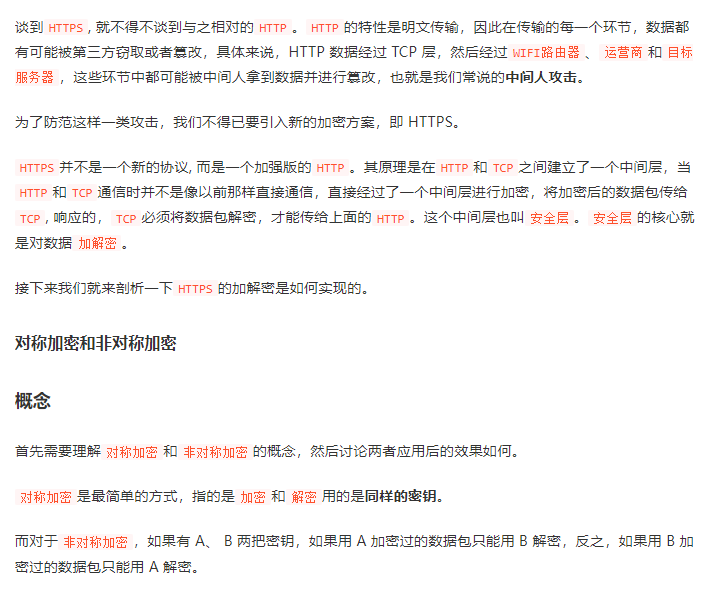 谈到 HTTPS , 就不得不谈到与之相对的 HTTP 。 HTTP 的特性是明文传输，因此在传输的每一个环节，数据都
有可能被第三方窃取或者篡改，具体来说，HTTP 数据经过 TCP 层，然后经过 WIFI路由器 、 运营商 和 目标
服务器 ，这些环节中都可能被中间人拿到数据并进行篡改，也就是我们常说的中间人攻击。
为了防范这样一类攻击，我们不得已要引入新的加密方案，即 HTTPS。
HTTPS 并不是一个新的协议, 而是一个加强版的 HTTP 。其原理是在 HTTP 和 TCP 之间建立了一个中间层，当
HTTP 和 TCP 通信时并不是像以前那样直接通信，直接经过了一个中间层进行加密，将加密后的数据包传给
TCP , 响应的， TCP 必须将数据包解密，才能传给上面的 HTTP 。这个中间层也叫 安全层 。 安全层 的核心就
是对数据 加解密 。
接下来我们就来剖析一下 HTTPS 的加解密是如何实现的。
对称加密和非对称加密
概念
首先需要理解 对称加密 和 非对称加密 的概念，然后讨论两者应用后的效果如何。
对称加密 是最简单的方式，指的是 加密 和 解密 用的是同样的密钥。
而对于 非对称加密 ，如果有 A、 B 两把密钥，如果用 A 加密过的数据包只能用 B 解密，反之，如果用 B 加
密过的数据包只能用 A 解密。